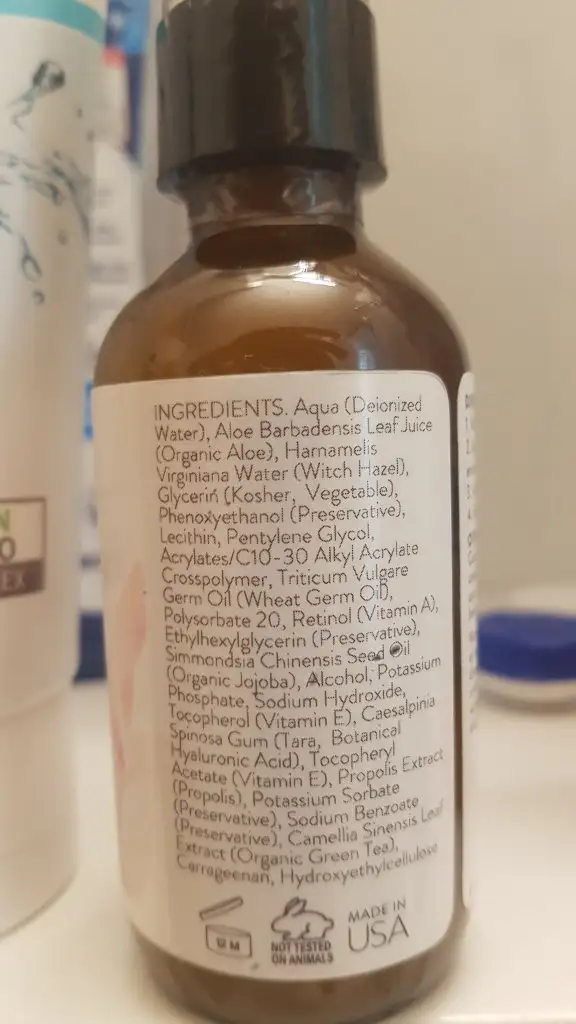 INGREDIENTS. Aqua (Deionized
Water), Aloe Barbadensis Leaf Juice
(Organic Aloe), Hamamelis
Virginiana Water (Witch Hazel),
Glycerin (Kosher, Vegetable),
Phenoxyethanol (Preservative),
Lecithin, Pentylene Glycol,
Acrylates/C10-30 Alkyl Acrylate
Crosspolymer, Triticum Vulgare
Germ Oil (Wheat Germ Oil),
Polysorbate 20, Retinol (Vitamin A),
Ethylhexylglycerin (Preservative),
Simmondsia Chinensis Seed Oil
(Organic Jojoba), Alcohol, Potassium
Phosphate, Sodium Hydroxide,
Tocopherol (Vitamin E), Caesalpinia
Spinosa Gum (Tara, Botanical
Hyaluronic Acid), Tocopheryl
Acetate (Vitamin E), Propolis Extract
(Propolis), Potassium Sorbate
(Preservative), Sodium Benzoate
(Preservative), Camellia Sinensis Leaf
Extract (Organic Green Tea),
Carrageenan, Hydroxyethylcellulose
NOT TESTED
ON ANIMALS
MADE IN
USA